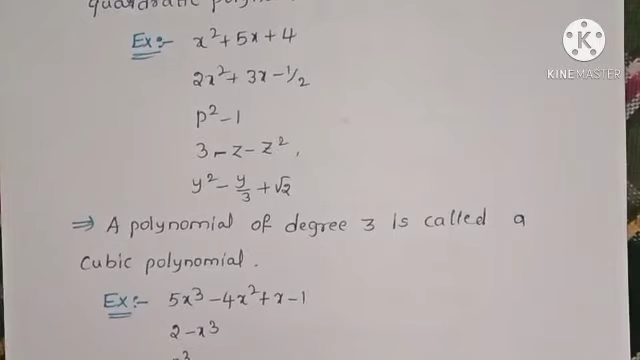 quadratic
Ex:- x²+5x+4
2x²+3x-1/2
p²-1
3-z-z²,
y²-y/3+√2
⇒ A polynomial of degree 3 is called a
cubic polynomial.
Ex:- 5x³-4x²+x-1
2-x³
KINEMASTER